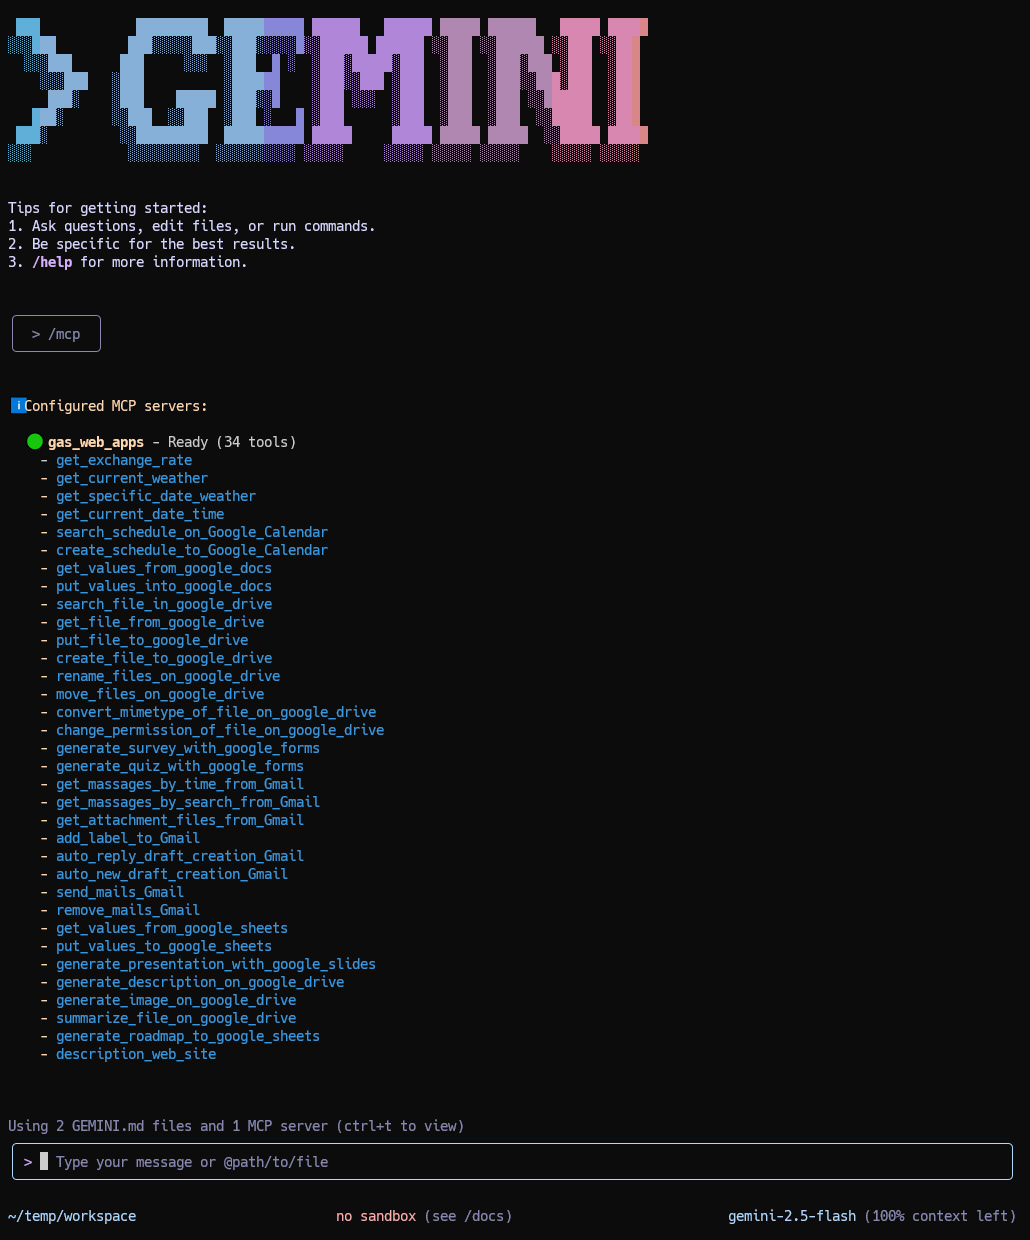 > GEMINI
Tips for getting started:
1. Ask questions, edit files, or run commands.
2. Be specific for the best results.
3. /help for more information.
> /mcp
ℹConfigured MCP servers:
gas_web_apps - Ready (34 tools)
- get_exchange_rate
- get_current_weather
- get_specific_date_weather
- get_current_date_time
- search_schedule_on_Google_Calendar
- create_schedule_to_Google_Calendar
- get_values_from_google_docs
- put_values_into_google_docs
- search_file_in_google_drive
- get_file_from_google_drive
- put_file_to_google_drive
- create_file_to_google_drive
- rename_files_on_google_drive
- move_files_on_google_drive
- convert_mimetype_of_file_on_google_drive
- change_permission_of_file_on_google_drive
- generate_survey_with_google_forms
- generate_quiz_with_google_forms
- get_massages_by_time_from_Gmail
- get_massages_by_search_from_Gmail
- get_attachment_files_from_Gmail
- add_label_to_Gmail
- auto_reply_draft_creation_Gmail
- auto_new_draft_creation_Gmail
- send_mails_Gmail
- remove_mails_Gmail
- get_values_from_google_sheets
- put_values_to_google_sheets
- generate_presentation_with_google_slides
- generate_description_on_google_drive
- generate_image_on_google_drive
- summarize_file_on_google_drive
- generate_roadmap_to_google_sheets
- description_web_site
Using 2 GEMINI.md files and 1 MCP server (ctrl+t to view)
> Type your message or @path/to/file
~/temp/workspace no sandbox (see /docs) gemini-2.5-flash (100% context left)